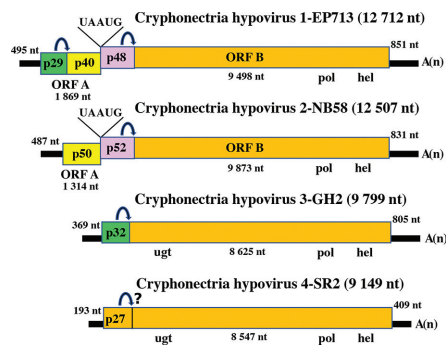 Cryphonectria hypovirus 1-EP713 (12 712 nt)
UAAUG
495 nt
851 nt
p29 p40 p48 ORF B A(n)
ORF A 9 498 nt pol hel
1 869 nt
Cryphonectria hypovirus 2-NB58 (12 507 nt)
UAAUG
487 nt
831 nt
p50 p52 ORF B A(n)
ORF A 9 873 nt pol hel
1 314 nt
Cryphonectria hypovirus 3-GH2 (9 799 nt)
369 nt
805 nt
p32 A(n)
ugt 8 625 nt pol hel
Cryphonectria hypovirus 4-SR2 (9 149 nt)
?
193 nt
409 nt
p27 A(n)
ugt 8 547 nt pol hel